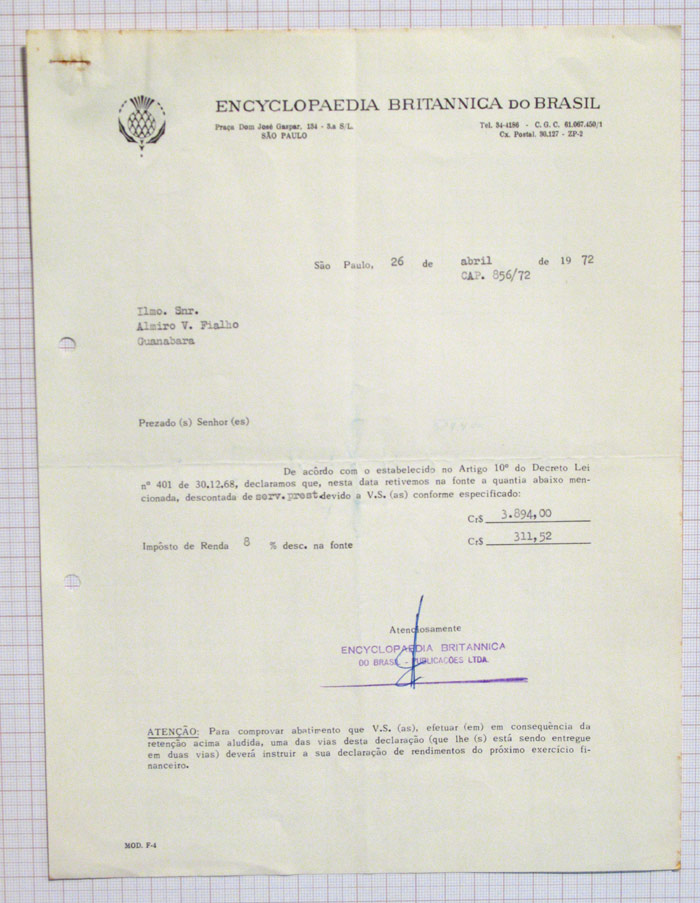 ENCYCLOPAEDIA BRITANNICA DO BRASIL
Praça Dom José Gaspar, 134 - 3.a S/L.
SÃO PAULO
Tel. 34-4186 - C. G. C. 61.067.450/1
Cx. Postal. 30.127 - ZP-2
São Paulo, 26 de abril de 19 72
CAP. 856/72
Ilmo. Snr.
Almiro V. Fialho
Guanabara
Prezado (s) Senhor (es)
De acôrdo com o estabelecido no Artigo 10º do Decreto Lei
nº 401 de 30.12.68, declaramos que, nesta data retivemos na fonte a quantia abaixo men-
cionada, descontada de serv.prest.devido a V.S. (as) conforme especificado:
Cr$ 3.894,00
Impôsto de Renda 8 % desc. na fonte Cr$ 311,52
Atenciosamente
ENCYCLOPAEDIA BRITANNICA
DO BRASIL - PUBLICAÇÕES LTDA.
ATENÇÃO: Para comprovar abatimento que V.S. (as), efetuar (em) em consequência da
retenção acima aludida, uma das vias desta declaração (que lhe (s) está sendo entregue
em duas vias) deverá instruir a sua declaração de rendimentos do próximo exercício fi-
nanceiro.
MOD. F-4